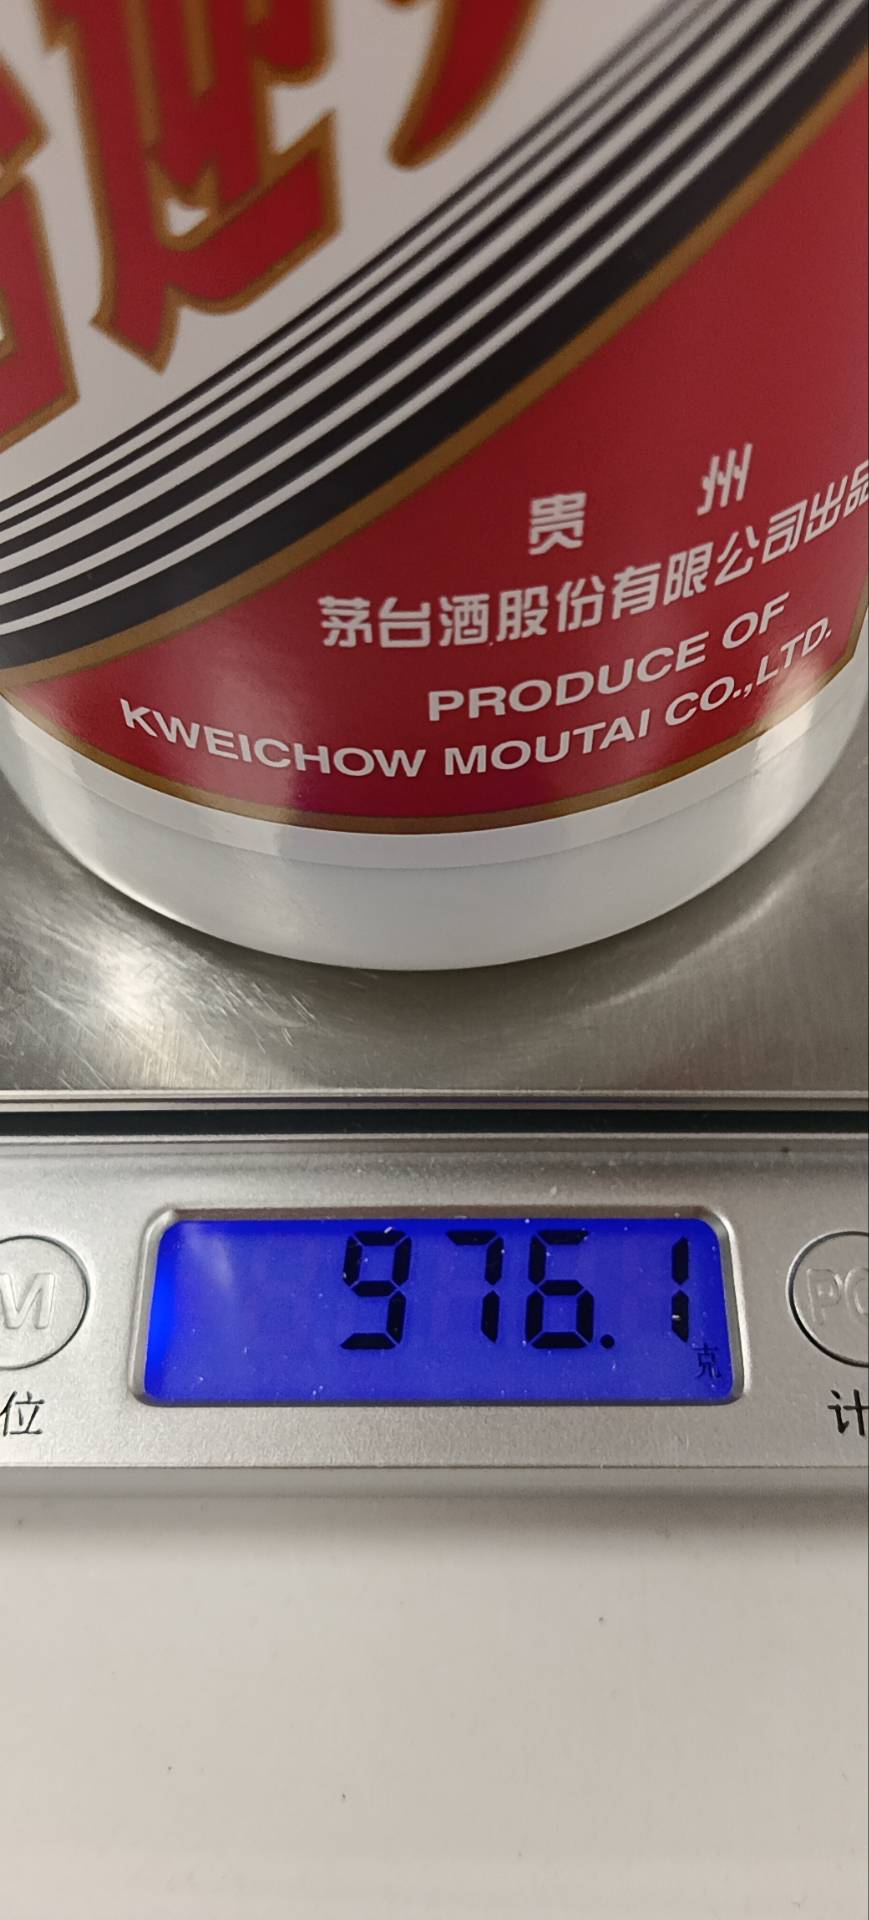 贵 州
茅台酒股份有限公司出品
PRODUCE OF
KWEICHOW MOUTAI CO.,LTD.
976.1
克
M
PC
位
计